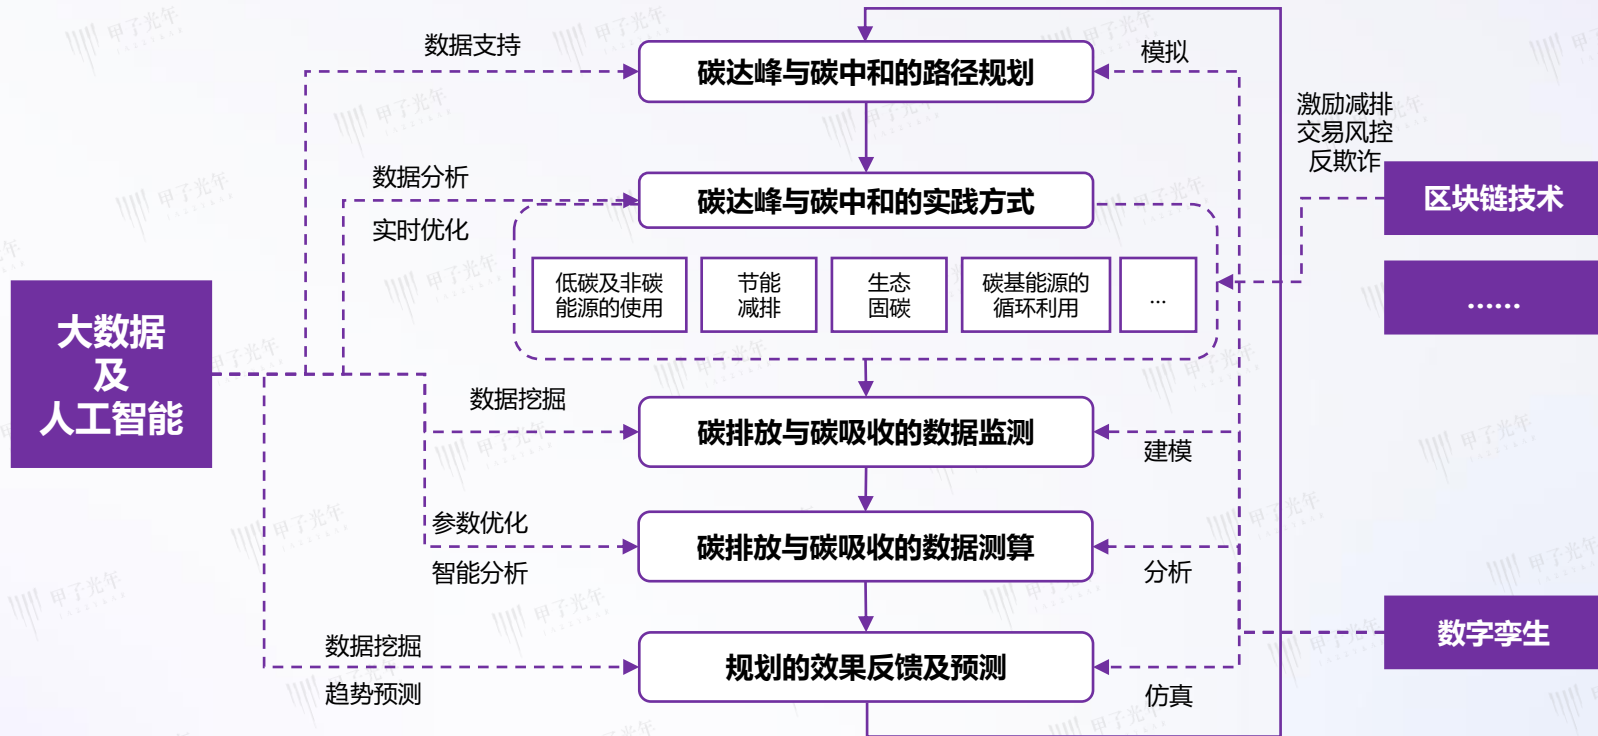 数据支持
碳达峰与碳中和的路径规划
模拟
激励减排
交易风控
反欺诈
数据分析
实时优化
碳达峰与碳中和的实践方式
区块链技术
低碳及非碳
能源的使用
节能
减排
生态
固碳
碳基能源的
循环利用
...
......
大数据
及
人工智能
数据挖掘
碳排放与碳吸收的数据监测
建模
参数优化
智能分析
碳排放与碳吸收的数据测算
分析
数据挖掘
趋势预测
规划的效果反馈及预测
仿真
数字孪生
甲子光年